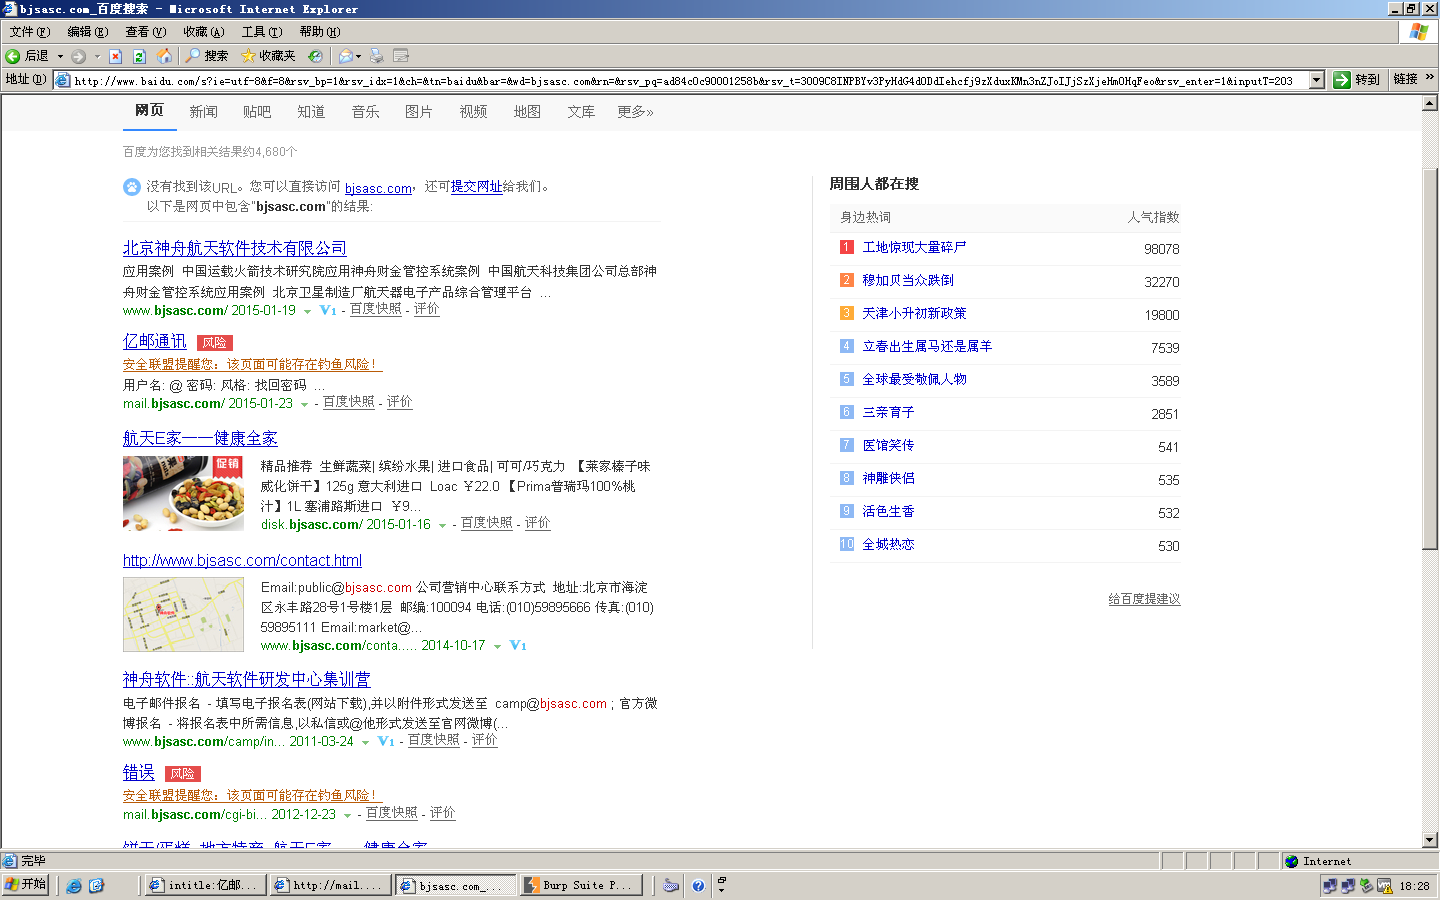 bjsasc.com_百度搜索 - Microsoft Internet Explorer
文件(F) 编辑(E) 查看(V) 收藏(A) 工具(T) 帮助(H)
后退 搜索 收藏夹
地址(D) http://www.baidu.com/s?ie=utf-8&f=8&rsv_bp=1&rsv_idx=1&ch=&tn=baidu&bar=&wd=bjsasc.com&rn=&rsv_pq=ad84c0c90001258b&rsv_t=3009C8INPBYv3PyHdG4dODdIehcfj9zXduxKMn3nZJoIJjSzXjeHmOHqFeo&rsv_enter=1&inputT=203 转到 链接 »
网页 新闻 贴吧 知道 音乐 图片 视频 地图 文库 更多»
百度为您找到相关结果约4,680个
没有找到该URL。您可以直接访问 bjsasc.com，还可提交网址给我们。
以下是网页中包含"bjsasc.com"的结果:
北京神舟航天软件技术有限公司
应用案例 中国运载火箭技术研究院应用神舟财金管控系统案例 中国航天科技集团公司总部神
舟财金管控系统应用案例 北京卫星制造厂航天器电子产品综合管理平台 ...
www.bjsasc.com/ 2015-01-19 V1 - 百度快照 - 评价
亿邮通讯 风险
安全联盟提醒您：该页面可能存在钓鱼风险！
用户名: @ 密码: 风格: 找回密码 ...
mail.bjsasc.com/ 2015-01-23 - 百度快照 - 评价
航天E家——健康全家
促销
精品推荐 生鲜蔬菜| 缤纷水果| 进口食品| 可可/巧克力 【莱家榛子味
威化饼干】125g 意大利进口 Loac ￥22.0 【Prima普瑞玛100%桃
汁】1L 塞浦路斯进口 ￥9...
disk.bjsasc.com/ 2015-01-16 - 百度快照 - 评价
http://www.bjsasc.com/contact.html
Email:public@bjsasc.com 公司营销中心联系方式 地址:北京市海淀
区永丰路28号1号楼1层 邮编:100094 电话:(010)59895666 传真:(010)
59895111 Email:market@...
www.bjsasc.com/conta..... 2014-10-17 V1
神舟软件::航天软件研发中心集训营
电子邮件报名 - 填写电子报名表(网站下载),并以附件形式发送至 camp@bjsasc.com ; 官方微
博报名 - 将报名表中所需信息,以私信或@他形式发送至官网微博(...
www.bjsasc.com/camp/in... 2011-03-24 V1 - 百度快照 - 评价
错误 风险
安全联盟提醒您：该页面可能存在钓鱼风险！
mail.bjsasc.com/cgi-bi... 2012-12-23 - 百度快照 - 评价
饼干/蛋糕_地方特产_航天E家——健康全家
周围人都在搜
身边热词 人气指数
1 工地惊现大量碎尸 98078
2 穆加贝当众跌倒 32270
3 天津小升初新政策 19800
4 立春出生属马还是属羊 7539
5 全球最受敬佩人物 3589
6 三亲育子 2851
7 医馆笑传 541
8 神雕侠侣 535
9 活色生香 532
10 全城热恋 530
给百度提建议
完毕 Internet
开始 intitle:亿邮... http://mail.... bjsasc.com_... Burp Suite P... 18:28